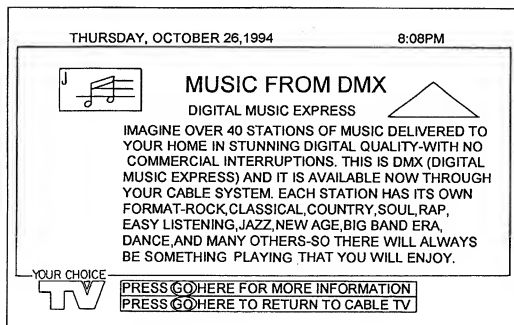 THURSDAY, OCTOBER 26,1994 8:08PM
J
MUSIC FROM DMX
DIGITAL MUSIC EXPRESS
IMAGINE OVER 40 STATIONS OF MUSIC DELIVERED TO
YOUR HOME IN STUNNING DIGITAL QUALITY-WITH NO
COMMERCIAL INTERRUPTIONS. THIS IS DMX (DIGITAL
MUSIC EXPRESS) AND IT IS AVAILABLE NOW THROUGH
YOUR CABLE SYSTEM. EACH STATION HAS ITS OWN
FORMAT-ROCK,CLASSICAL,COUNTRY,SOUL,RAP,
EASY LISTENING,JAZZ,NEW AGE,BIG BAND ERA,
DANCE,AND MANY OTHERS-SO THERE WILL ALWAYS
BE SOMETHING PLAYING THAT YOU WILL ENJOY.
YOUR CHOICE
TV
PRESS GO HERE FOR MORE INFORMATION
PRESS GO HERE TO RETURN TO CABLE TV